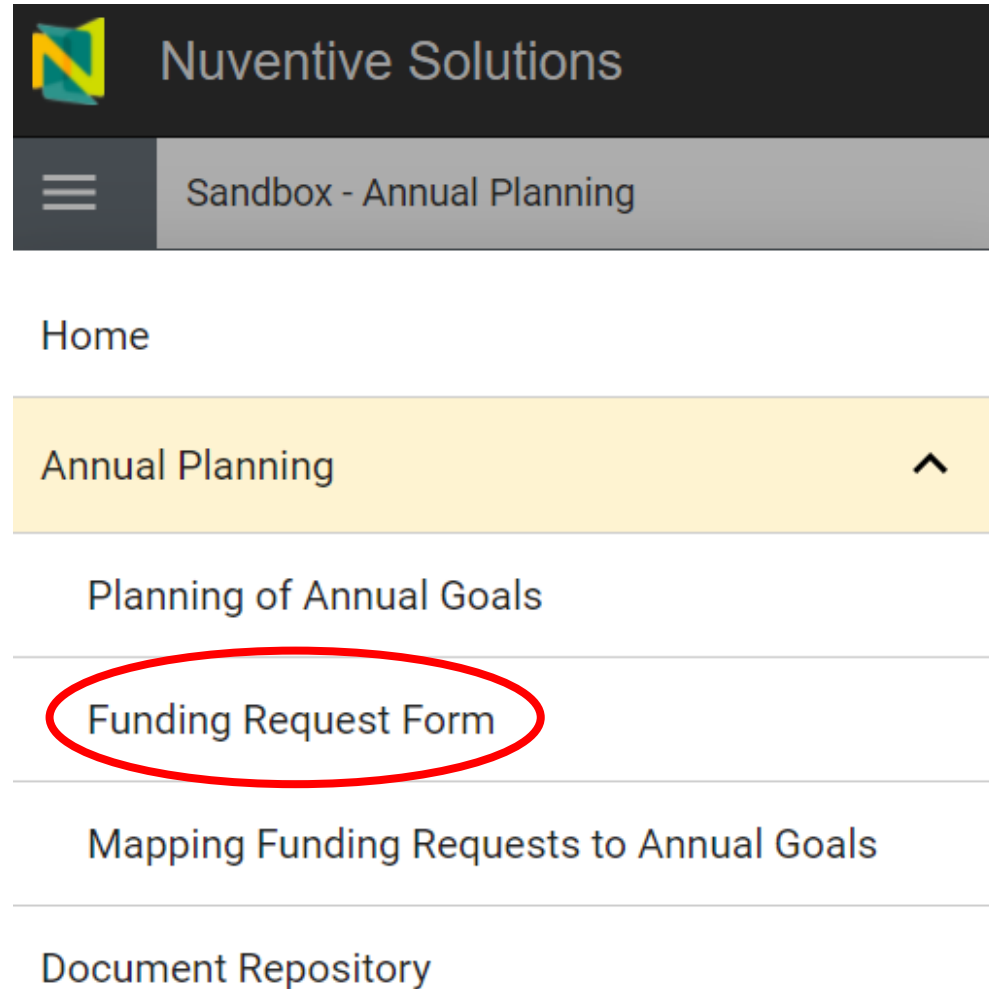 Nuventive Solutions
Sandbox - Annual Planning
Home
Annual Planning
Planning of Annual Goals
Funding Request Form
Mapping Funding Requests to Annual Goals
Document Repository